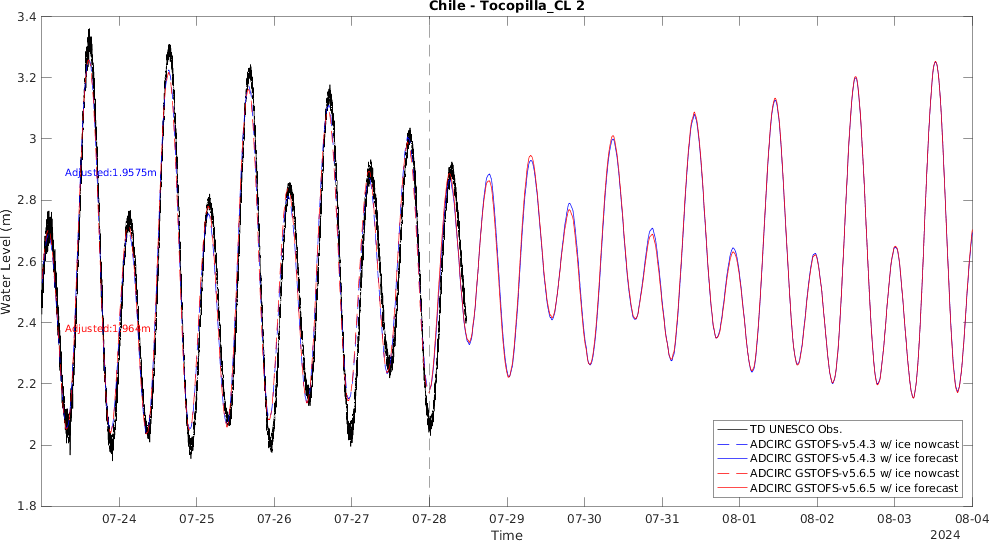 Chile - Tocopilla_CL 2
3.4
3.2
3
2.8
2.6
2.4
2.2
2
1.8
Water Level (m)
Adjusted:1.9575m
Adjusted:1.964m
TD UNESCO Obs.
ADCIRC GSTOFS-v5.4.3 w/ ice nowcast
ADCIRC GSTOFS-v5.4.3 w/ ice forecast
ADCIRC GSTOFS-v5.6.5 w/ ice nowcast
ADCIRC GSTOFS-v5.6.5 w/ ice forecast
07-24 07-25 07-26 07-27 07-28 07-29 07-30 07-31 08-01 08-02 08-03 08-04
Time
2024